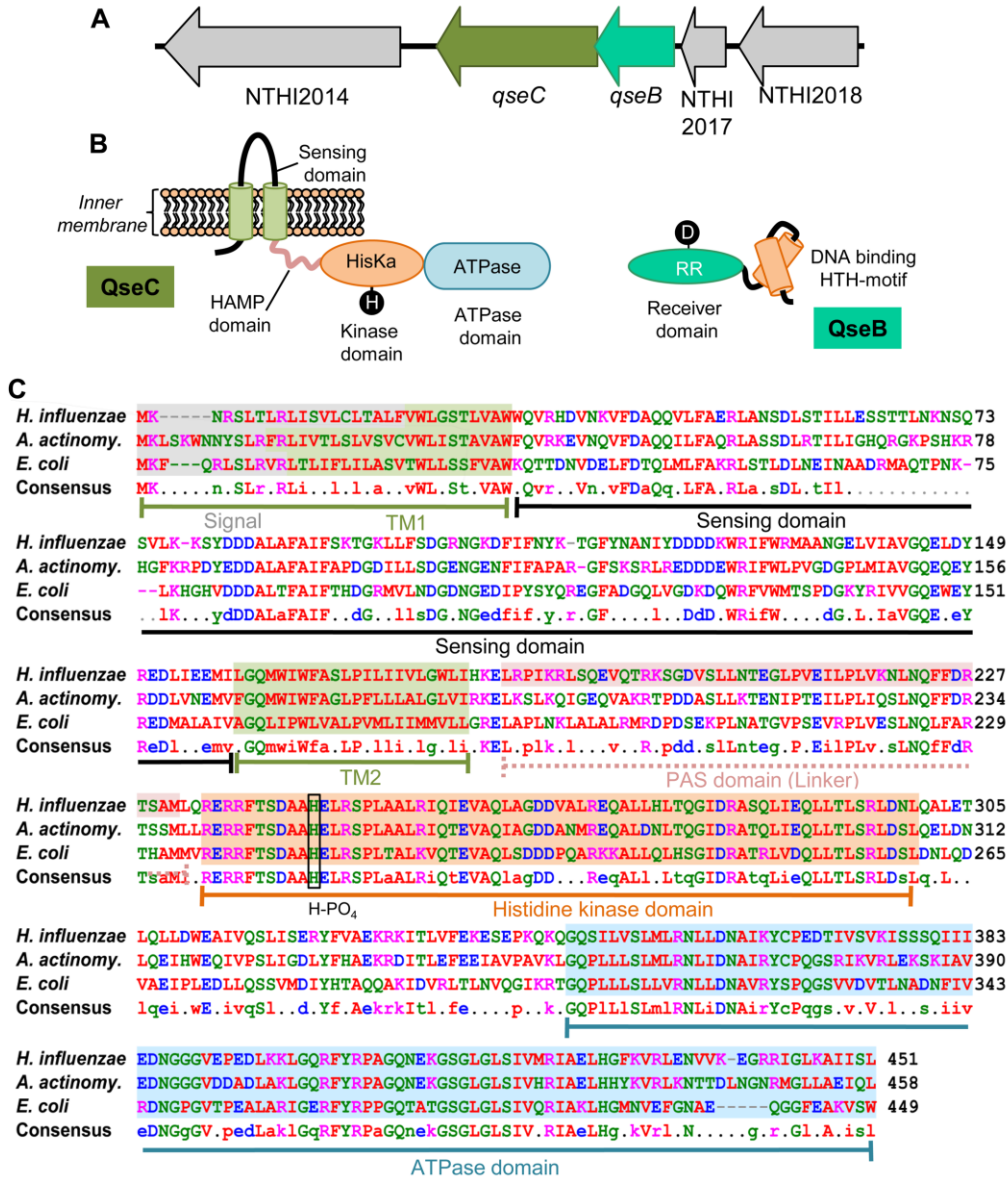 A
NTHI2014
qseC
qseB
NTHI
2017
NTHI2018
B
Sensing
domain
Inner
membrane
QseC
HAMP
domain
HisKa
H
Kinase
domain
ATPase
ATPase
domain
D
RR
Receiver
domain
DNA binding
HTH-motif
QseB
C
H. influenzae MK-----NRSLTLRLISVLCLTALFVWLGSTLVAWWQVRHDVNKVFDAQQVLFAERLANSDLSTILLESSTTLNKNSQ 73
A. actinomy. MKLSKWNNYSLRFRLIVTLSLVSVCVWLISTAVAWFQVRKEVNQVFDAQQILFAQRLASSDLRTILIGHQRGKPSHKR 78
E. coli MKF---QRLSLRVRLTLIFLILASVTWLLSSFVAWKQTTDNVDELFDTQLMLFAKRLSTLDLNEINAADRMAQTPNK- 75
Consensus MK.....n.SLr.RLi..l.l.a..vWL.St.VAW.Qvr..Vn.vFDaQq.LFA.RLa.sDL.tIl..............
Signal
TM1
Sensing domain
H. influenzae SVLK-KSYDDDALAFAIFSKTGKLLFSDGRNGKDFIFNYK-TGFYNANIYDDDDKWRIFWRMAANGELVIAVGQELDY 149
A. actinomy. HGFKRPDYEDDALAFAIFAPDGDILLSDGENGENFIFAPAR-GFSKSRLREDDDEWRIFWLPVGDGPLMIAVGQEQEY 156
E. coli --LKHGHVDDDALTFAIFTHDGRMVLNDGDNGEDIPYSYQREGFADGQLVGDKDQWRFVWMTSPDGKYRIVVGQEWEY 151
Consensus ..lK...ydDDALaFAIF..dG..llsDG.NGedfif.y.r.GF....l..DdD.WRifW....dG.L.IaVGQE.eY
Sensing domain
H. influenzae REDLIEEMILGQMWIWFASLPILIIVLGWLIHKELRPIKRLSQEVQTRKSGDVSLLNTEGLPVEILPLVKNLNQFFDR 227
A. actinomy. RDDLVNEMVFGQMWIWFAGLPFLLLALGLVIRKELSKLKQIGEQVAKRTPDDASLLKTENIPTEILPLIQSLNQFFDR 234
E. coli REDMALAIVAGQLIPWLVALPVMLIIMMVLLGRELAPLNKLALALRMRDPDSEKPLNATGVPSEVRPLVESLNQLFAR 229
Consensus ReDl..emv.GQmwiWfa.LP.lli.lg.li.KEL.plk.l...v..R.pdd.slLnteg.P.EilPLv.sLNQffdR
TM2
PAS domain (Linker)
H. influenzae TSAMLQRERRFTSDAAHELRSPLAALRIQIEVAQLAGDDVALREQALLHLTQGIDRASQLIEQLLTLSRLDNLQALET 305
A. actinomy. TSSMLLRERRFTSDAAHELRSPLAALRIQTEVAQIAGDDANMREQALDNLTQGIDRATQLIEQLLTLSRLDSLQELDN 312
E. coli THAMMVRERRFTSDAAHELRSPLTALKVQTEVAQLSDDDPQARKKALLQLHSGIDRATRLVDQLLTLSRLDSLDNLQD 265
Consensus TsaMl.RERRFTSDAAHELRSPLaALRiQtEVAQlagDD...ReqALl.LtqGIDRAtqLieQLLTLSRLDsLq.L..
H-PO4
Histidine kinase domain
H. influenzae LQLLDWEAIVQSLISERYFVAEKRKITLVFEKESEPKQKQGQSILVSLMLRNLLDNAIKYCPEDTIVSVKISSSQIII 383
A. actinomy. LQEIHWEQIVPSLIGDLYFHAEKRDITLEFEEIAVPAVKLGQPLLLSLMLRNLIDNAIRYCPQGSRIKVRLEKSKIAV 390
E. coli VAEIPLEDLLQSSVMDIYHTAQQAKIDVRLTLNVQGIKRTGQPLLLSLLVRNLLDNAVRYSPQGSVVDVTLNADNFIV 343
Consensus lqei.wE.ivqSl..d.Yf.AekrkItl.fe....p..k.GQPlLlSLmlRNLiDNAirYcPqgs.v.V.l..s.iiv
H. influenzae EDNGGGVEPEDLKKLGQRFYRPAGQNEKGSGLGLSIVMRIAELHGFKVRLENVVK-EGRRIGLKAIISL 451
A. actinomy. EDNGGGVDDADLAKLGQRFYRPAGQNEKGSGLGLSIVHRIAELHHYKVRLKNTTDLNGNRMGLLAEIQL 458
E. coli RDNGPGVTPEALARIGERFYRPPGQTATGSGLGLSIVQRIAKLHGMNVEFGNAE------QGGFEAKVSW 449
Consensus eDNGgGV.pedLaklGqRFYRPaGQnekGSGLGLSIV.RIAeLHg.kVrl.N.....g.r.Gl.A.isl
ATPase domain